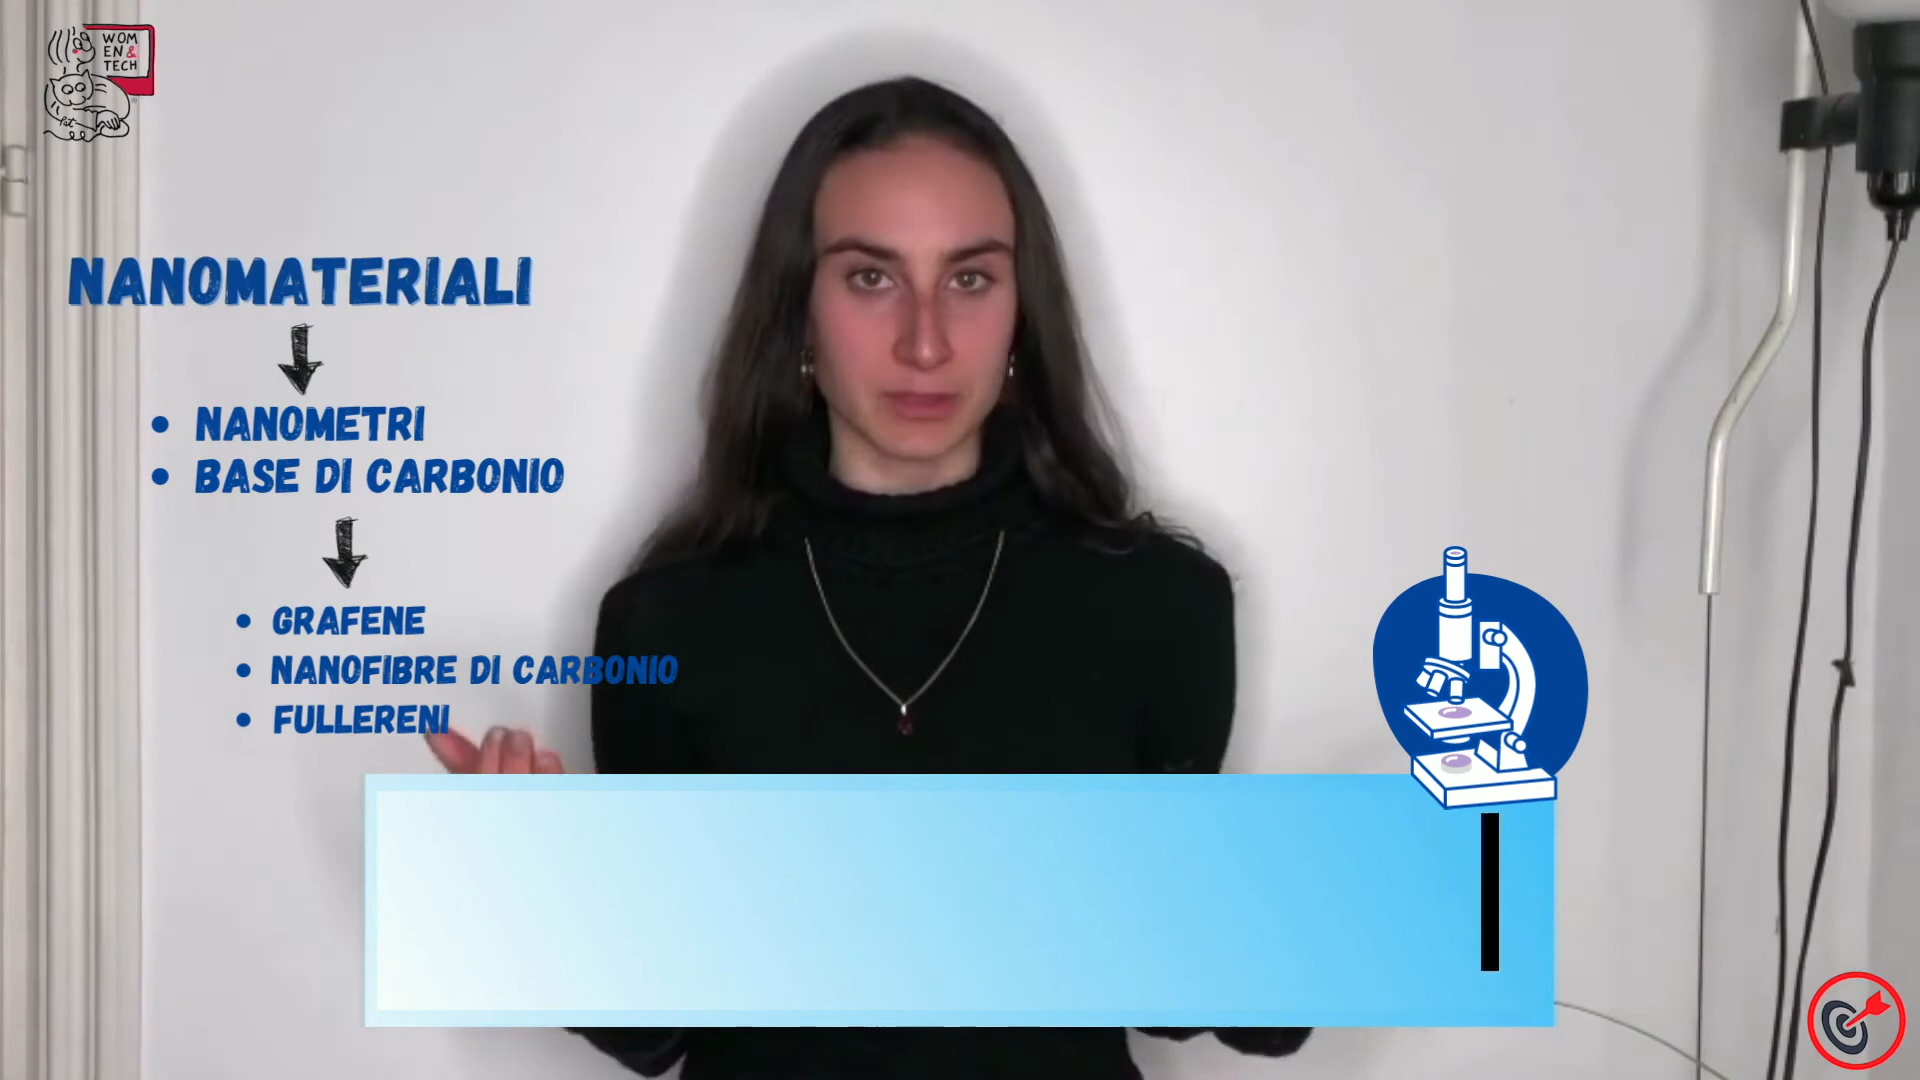 WOM
EN &
TECH
NANOMATERIALI
NANOMETRI
BASE DI CARBONIO
GRAFENE
NANOFIBRE DI CARBONIO
FULLERENI